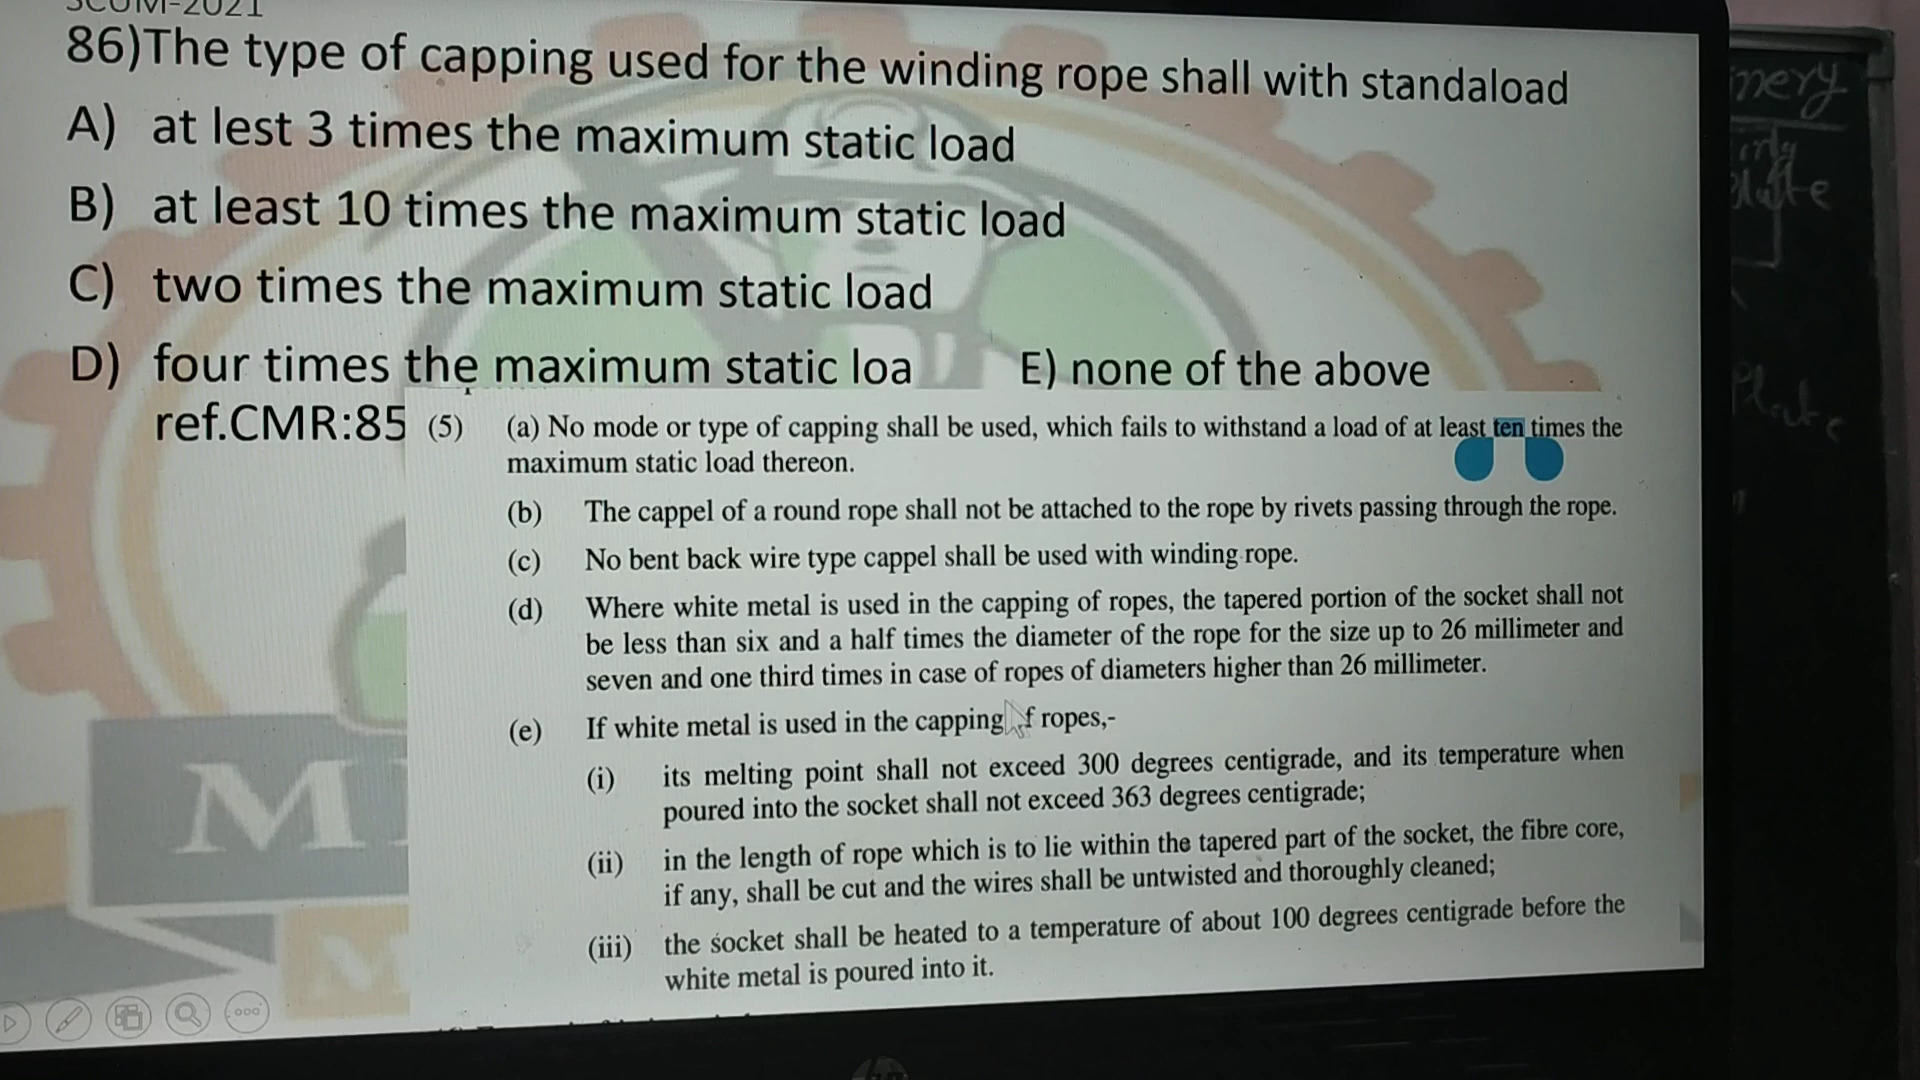 SCOM-2021
86)The type of capping used for the winding rope shall with standaload
A) at lest 3 times the maximum static load
B) at least 10 times the maximum static load
C) two times the maximum static load
D) four times the maximum static loa E) none of the above
ref.CMR:85 (5) (a) No mode or type of capping shall be used, which fails to withstand a load of at least ten times the
maximum static load thereon.
(b) The cappel of a round rope shall not be attached to the rope by rivets passing through the rope.
(c) No bent back wire type cappel shall be used with winding rope.
(d) Where white metal is used in the capping of ropes, the tapered portion of the socket shall not
be less than six and a half times the diameter of the rope for the size up to 26 millimeter and
seven and one third times in case of ropes of diameters higher than 26 millimeter.
(e) If white metal is used in the capping f ropes,-
(i) its melting point shall not exceed 300 degrees centigrade, and its temperature when
poured into the socket shall not exceed 363 degrees centigrade;
(ii) in the length of rope which is to lie within the tapered part of the socket, the fibre core,
if any, shall be cut and the wires shall be untwisted and thoroughly cleaned;
(iii) the socket shall be heated to a temperature of about 100 degrees centigrade before the
white metal is poured into it.
M
M
nery
Plate
Plate
hp